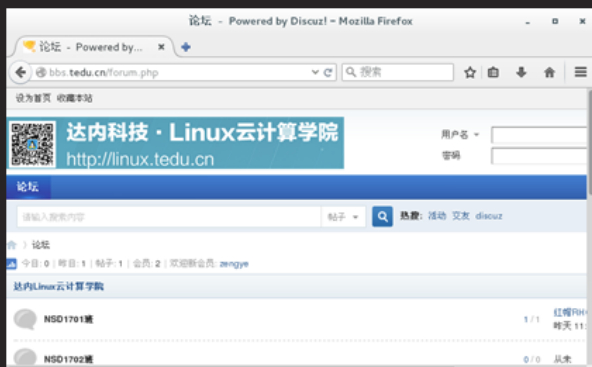 论坛 - Powered by Discuz! - Mozilla Firefox
论坛 - Powered by...
bbs.tedu.cn/forum.php
搜索
设为首页 收藏本站
达内科技·Linux云计算学院
http://linux.tedu.cn
用户名
密码
论坛
请输入搜索内容 帖子 热搜: 活动 交友 discuz
论坛
今日: 0 | 昨日: 1 | 帖子: 1 | 会员: 2 | 欢迎新会员: zengye
达内Linux云计算学院
NSD1701班 1 / 1 红帽RH
昨天 11:
NSD1702班 0 / 0 从未